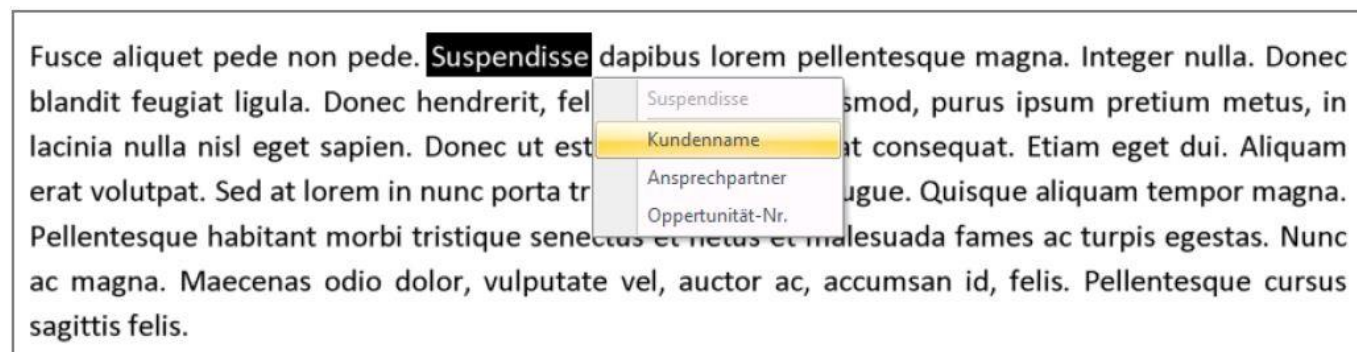 Fusce aliquet pede non pede. Suspendisse dapibus lorem pellentesque magna. Integer nulla. Donec
blandit feugiat ligula. Donec hendrerit, fel smod, purus ipsum pretium metus, in
lacinia nulla nisl eget sapien. Donec ut est at consequat. Etiam eget dui. Aliquam
erat volutpat. Sed at lorem in nunc porta tr ugue. Quisque aliquam tempor magna.
Pellentesque habitant morbi tristique senectus et netus et malesuada fames ac turpis egestas. Nunc
ac magna. Maecenas odio dolor, vulputate vel, auctor ac, accumsan id, felis. Pellentesque cursus
sagittis felis.
Suspendisse
Kundenname
Ansprechpartner
Oppertunität-Nr.